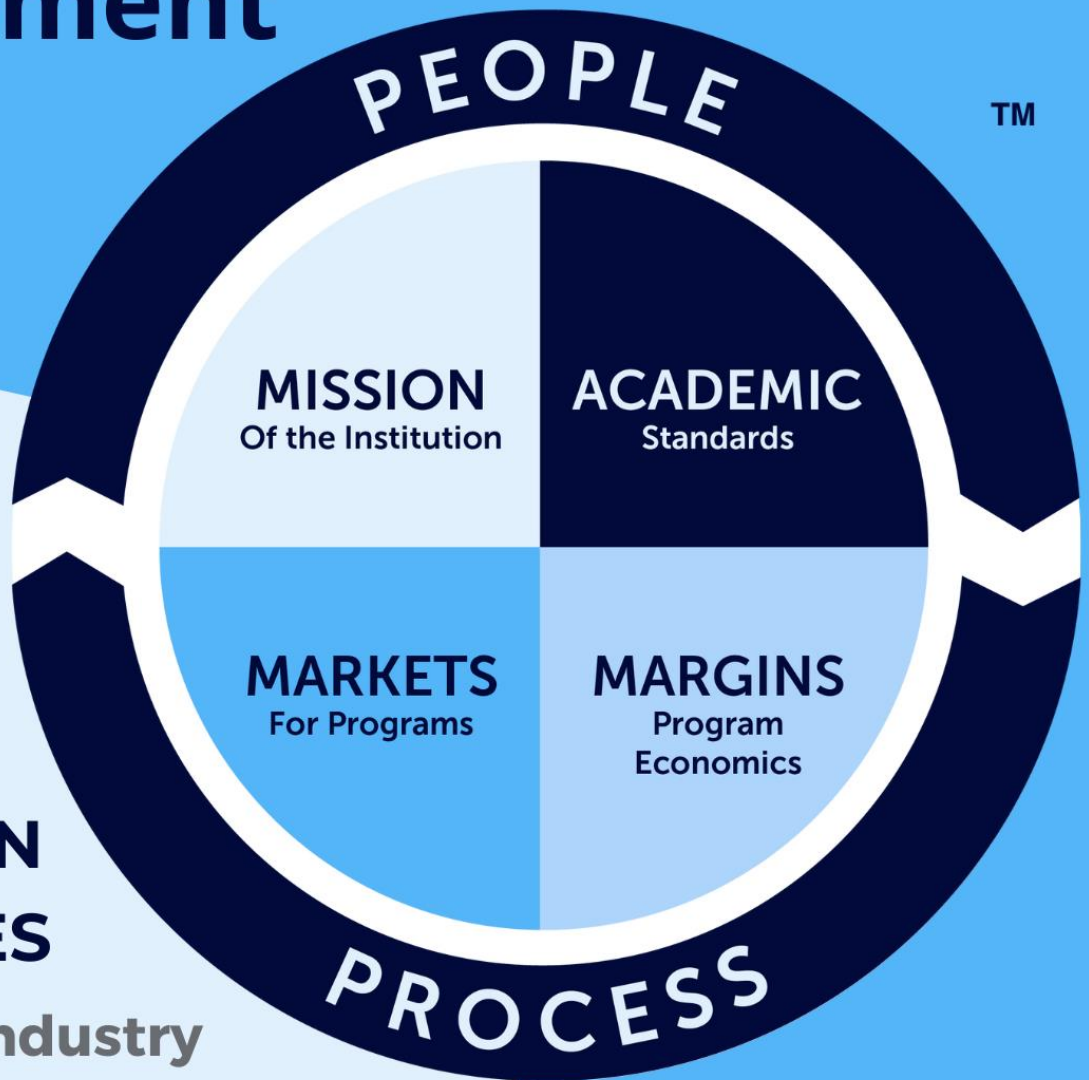 ment
PEOPLE
TM
MISSION
Of the Institution
ACADEMIC
Standards
MARKETS
For Programs
MARGINS
Program
Economics
N
ES
ndustry
PROCESS